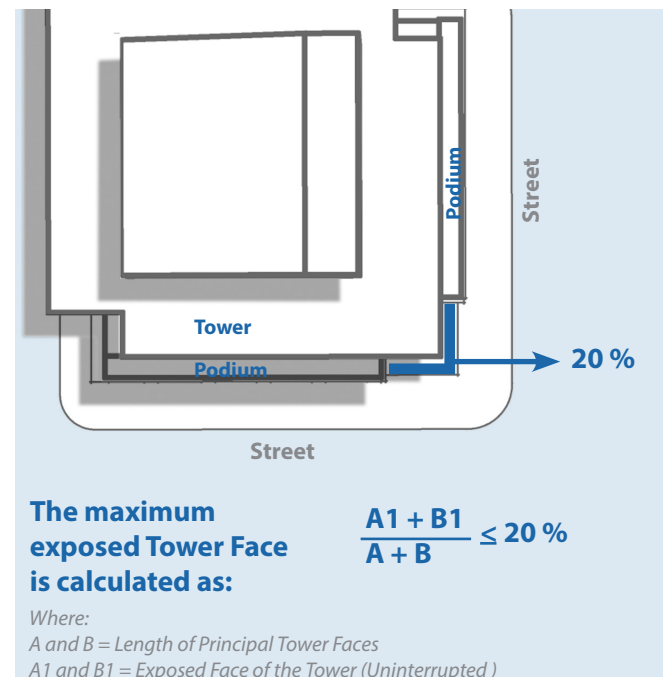 Podium
Street
Tower
Podium
20 %
Street
The maximum
exposed Tower Face
is calculated as:
A1 + B1
A + B
≤ 20 %
Where:
A and B = Length of Principal Tower Faces
A1 and B1 = Exposed Face of the Tower (Uninterrupted )